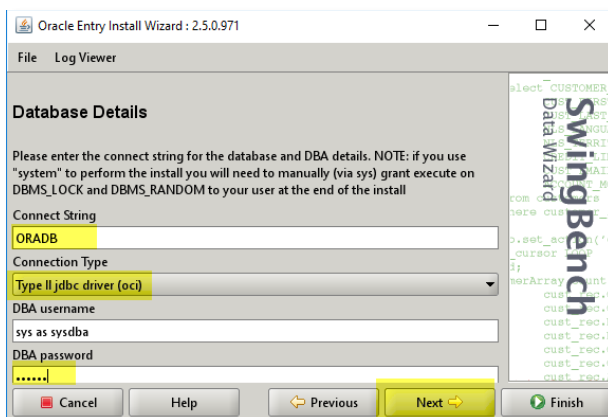 Oracle Entry Install Wizard : 2.5.0.971
File Log Viewer
Database Details
Please enter the connect string for the database and DBA details. NOTE: if you use
"system" to perform the install you will need to manually (via sys) grant execute on
DBMS_LOCK and DBMS_RANDOM to your user at the end of the install
Connect String
ORADB
Connection Type
Type II jdbc driver (oci)
DBA username
sys as sysdba
DBA password
••••••
Cancel
Help
Previous
Next
Finish
SwingBench
Data Wizard